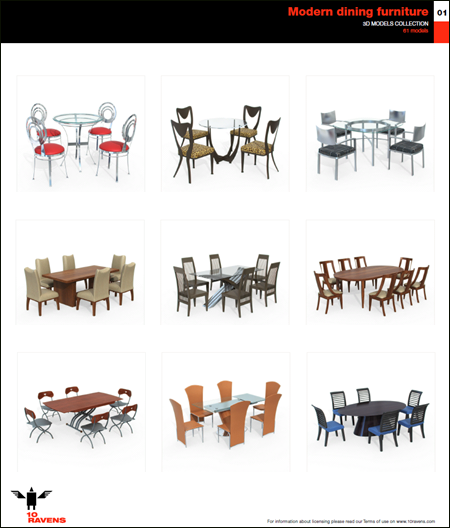 Modern dining furniture
01
3D MODELS COLLECTION
81 models
10
RAVENS
For information about licensing please read our Terms of use on www.10ravens.com